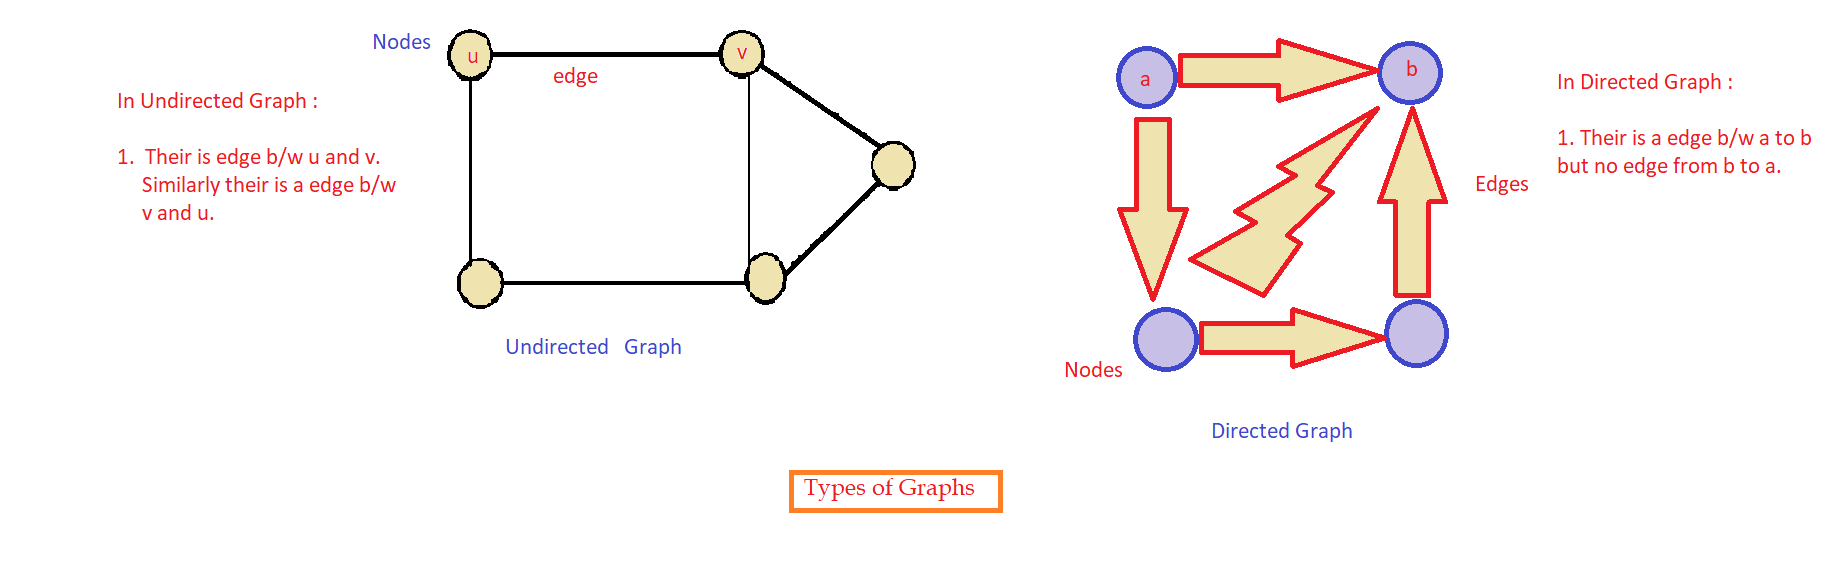 Nodes
u
v
edge
In Undirected Graph :
1. Their is edge b/w u and v.
Similarly their is a edge b/w
v and u.
Undirected Graph
a
b
In Directed Graph :
1. Their is a edge b/w a to b
but no edge from b to a.
Edges
Nodes
Directed Graph
Types of Graphs